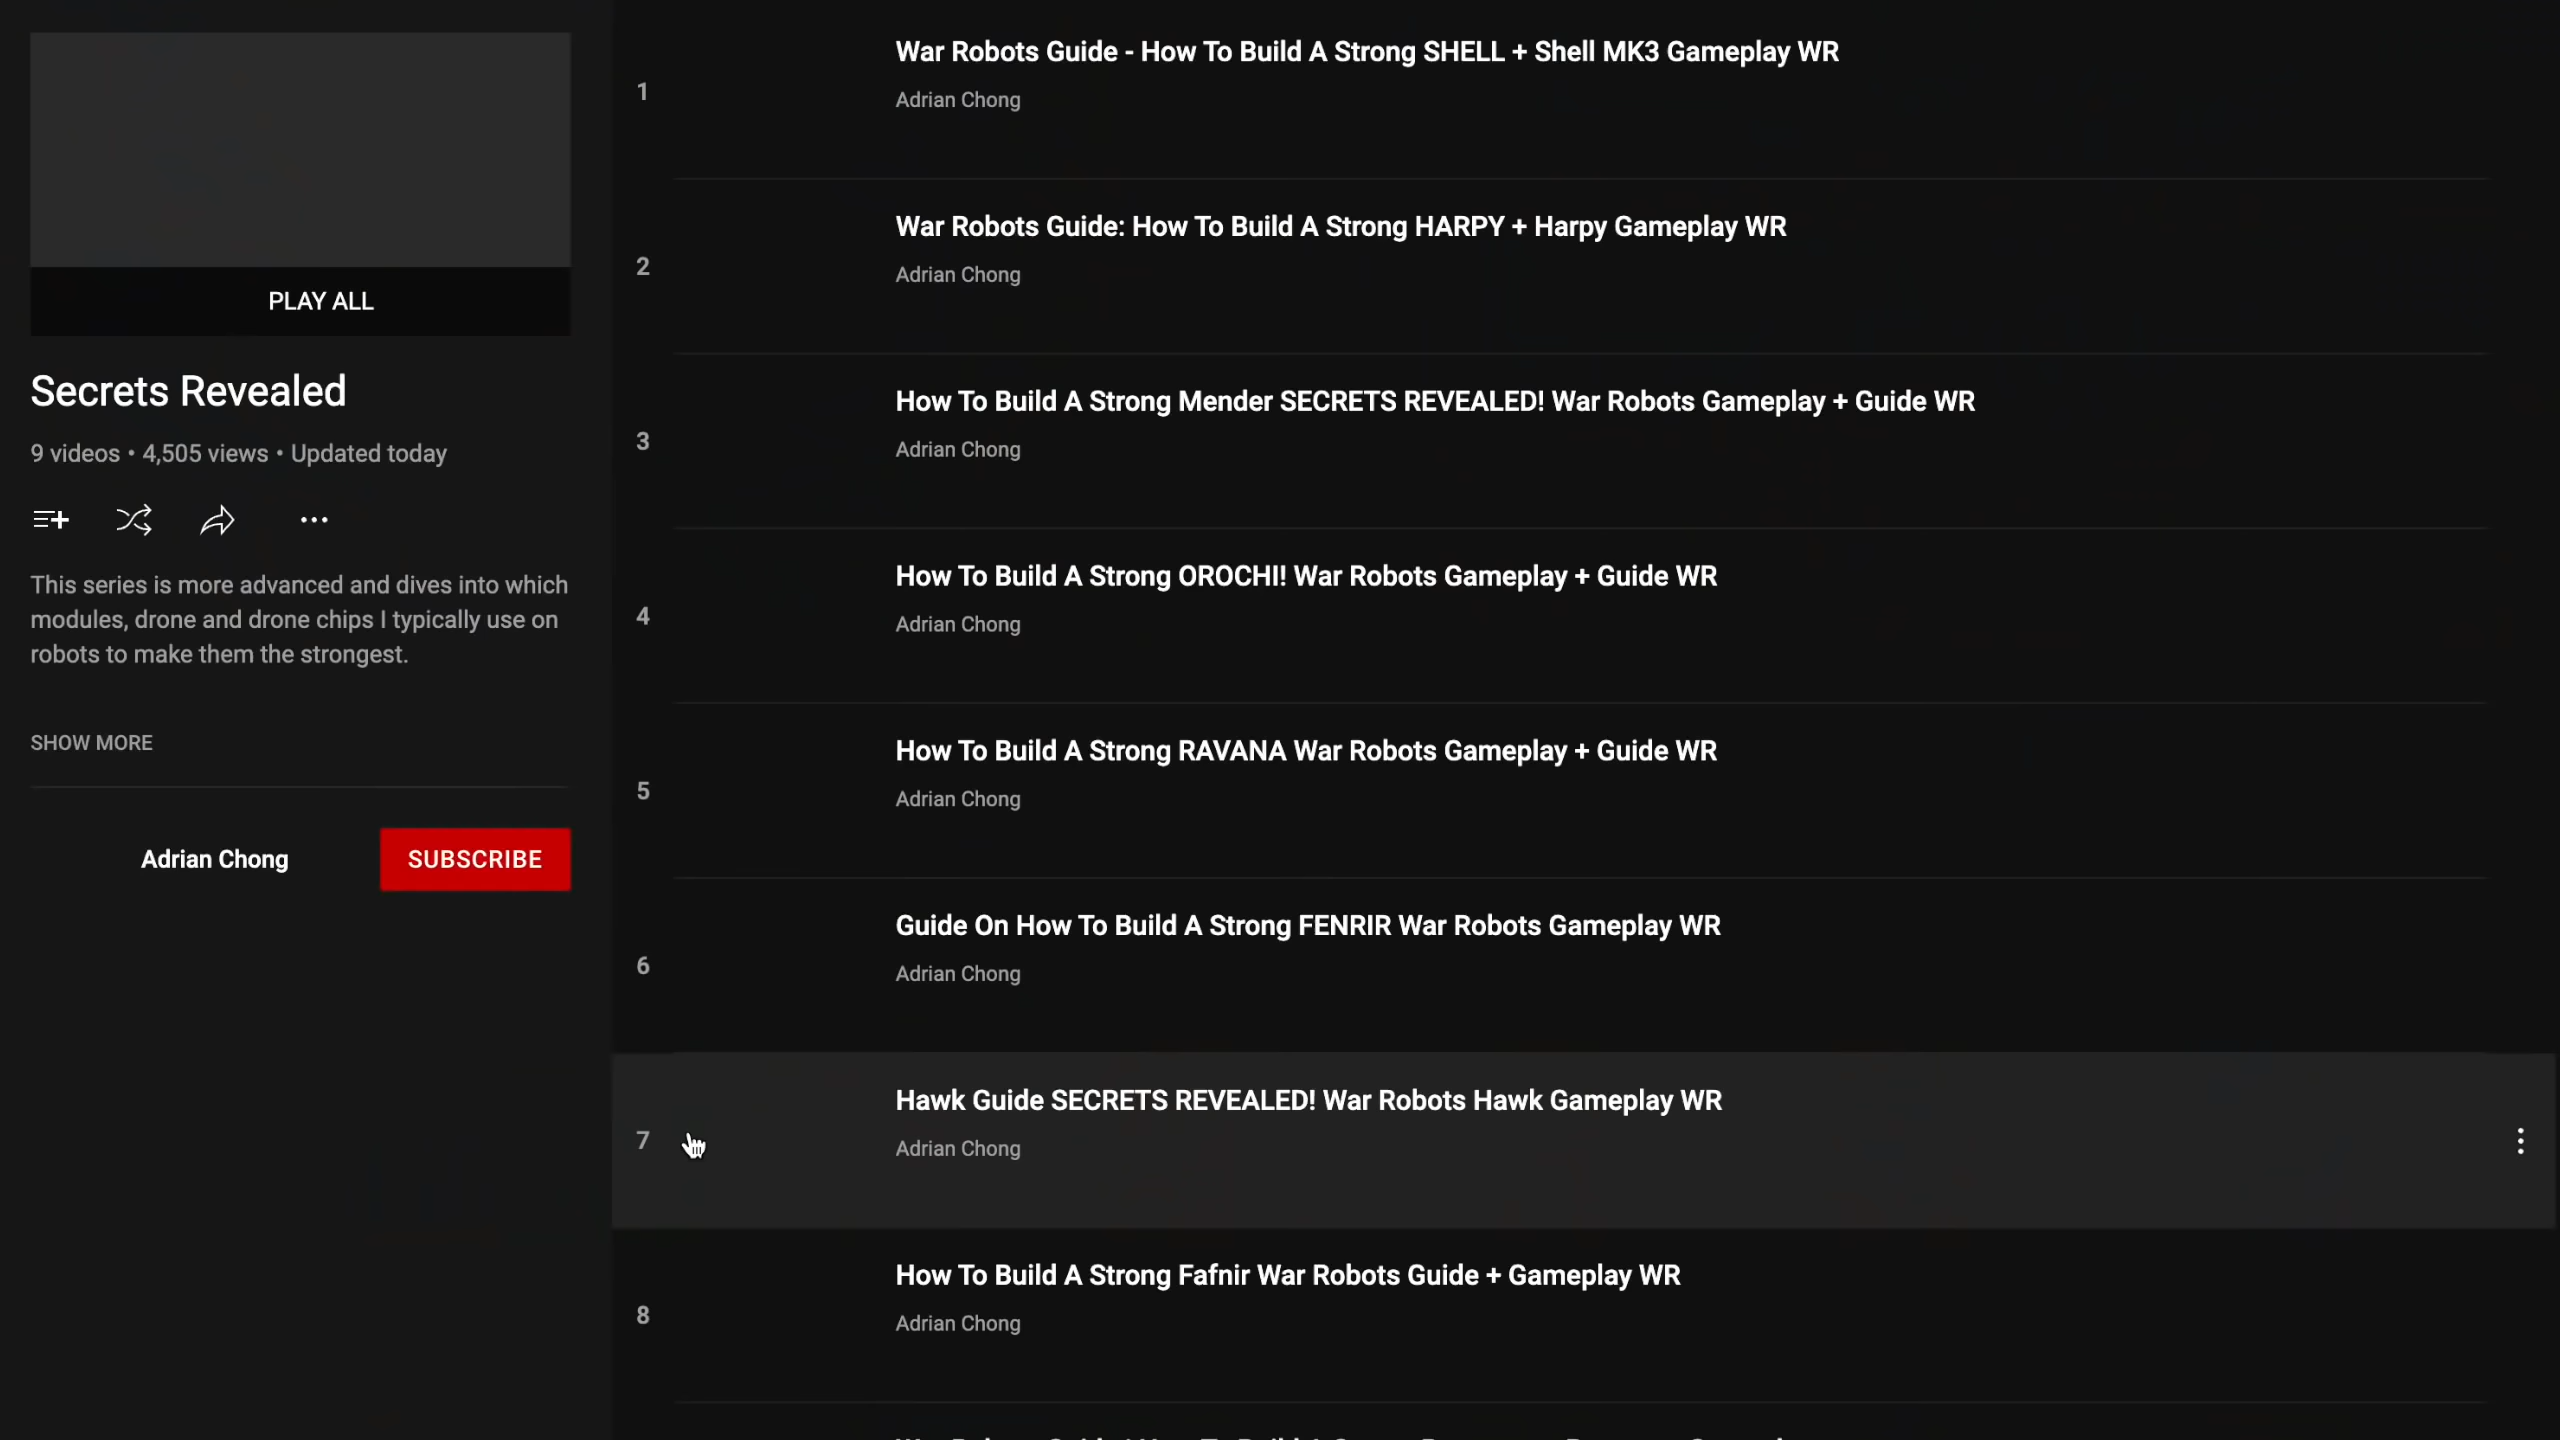 PLAY ALL
Secrets Revealed
9 videos • 4,505 views • Updated today
This series is more advanced and dives into which
modules, drone and drone chips I typically use on
robots to make them the strongest.
SHOW MORE
Adrian Chong
SUBSCRIBE
1
War Robots Guide - How To Build A Strong SHELL + Shell MK3 Gameplay WR
Adrian Chong
2
War Robots Guide: How To Build A Strong HARPY + Harpy Gameplay WR
Adrian Chong
3
How To Build A Strong Mender SECRETS REVEALED! War Robots Gameplay + Guide WR
Adrian Chong
4
How To Build A Strong OROCHI! War Robots Gameplay + Guide WR
Adrian Chong
5
How To Build A Strong RAVANA War Robots Gameplay + Guide WR
Adrian Chong
6
Guide On How To Build A Strong FENRIR War Robots Gameplay WR
Adrian Chong
7
Hawk Guide SECRETS REVEALED! War Robots Hawk Gameplay WR
Adrian Chong
8
How To Build A Strong Fafnir War Robots Guide + Gameplay WR
Adrian Chong